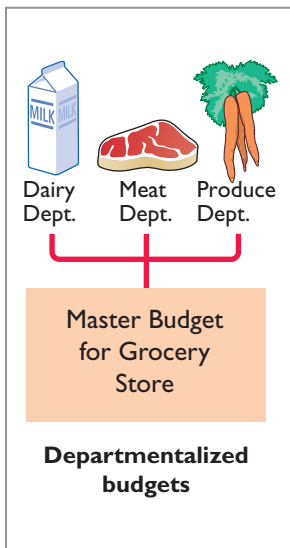 MILK
MILK
Dairy Dept.
Meat Dept.
Produce Dept.
Master Budget
for Grocery
Store
Departmentalized
budgets